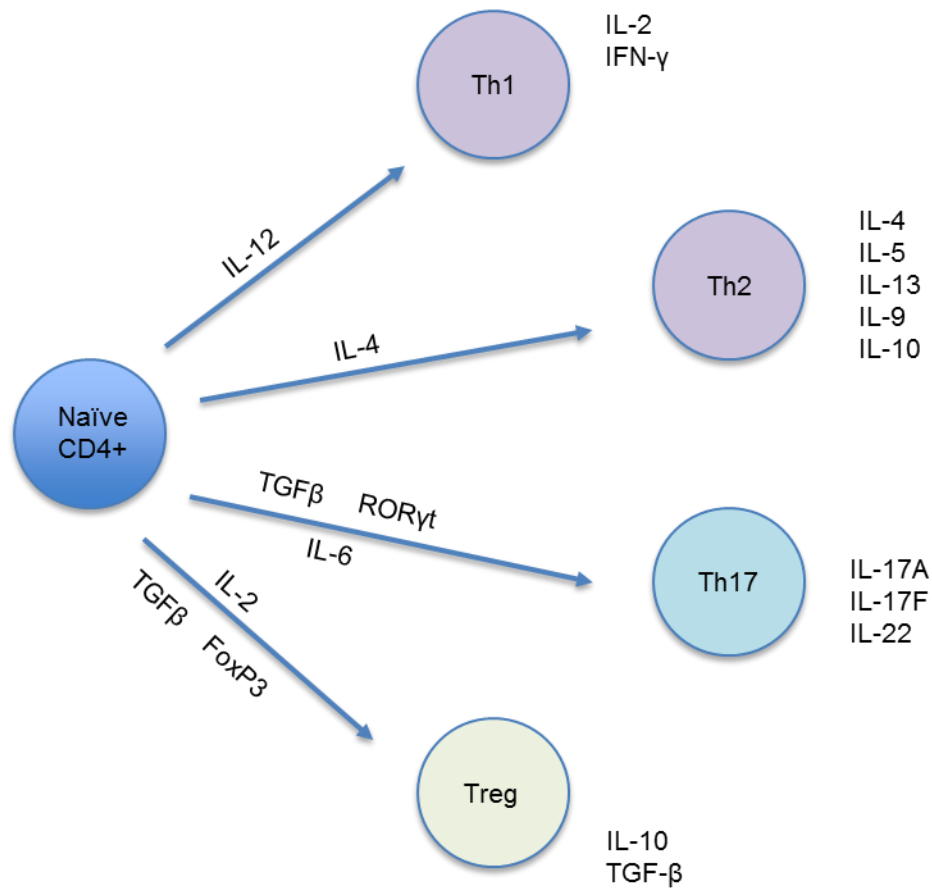 IL-2
IFN-γ
Th1
IL-12
IL-4
IL-5
IL-13
IL-9
IL-10
Th2
IL-4
Naïve
CD4+
TGFβ RORγt
IL-6
Th17
IL-17A
IL-17F
IL-22
IL-2
TGFβ FoxP3
Treg
IL-10
TGF-β